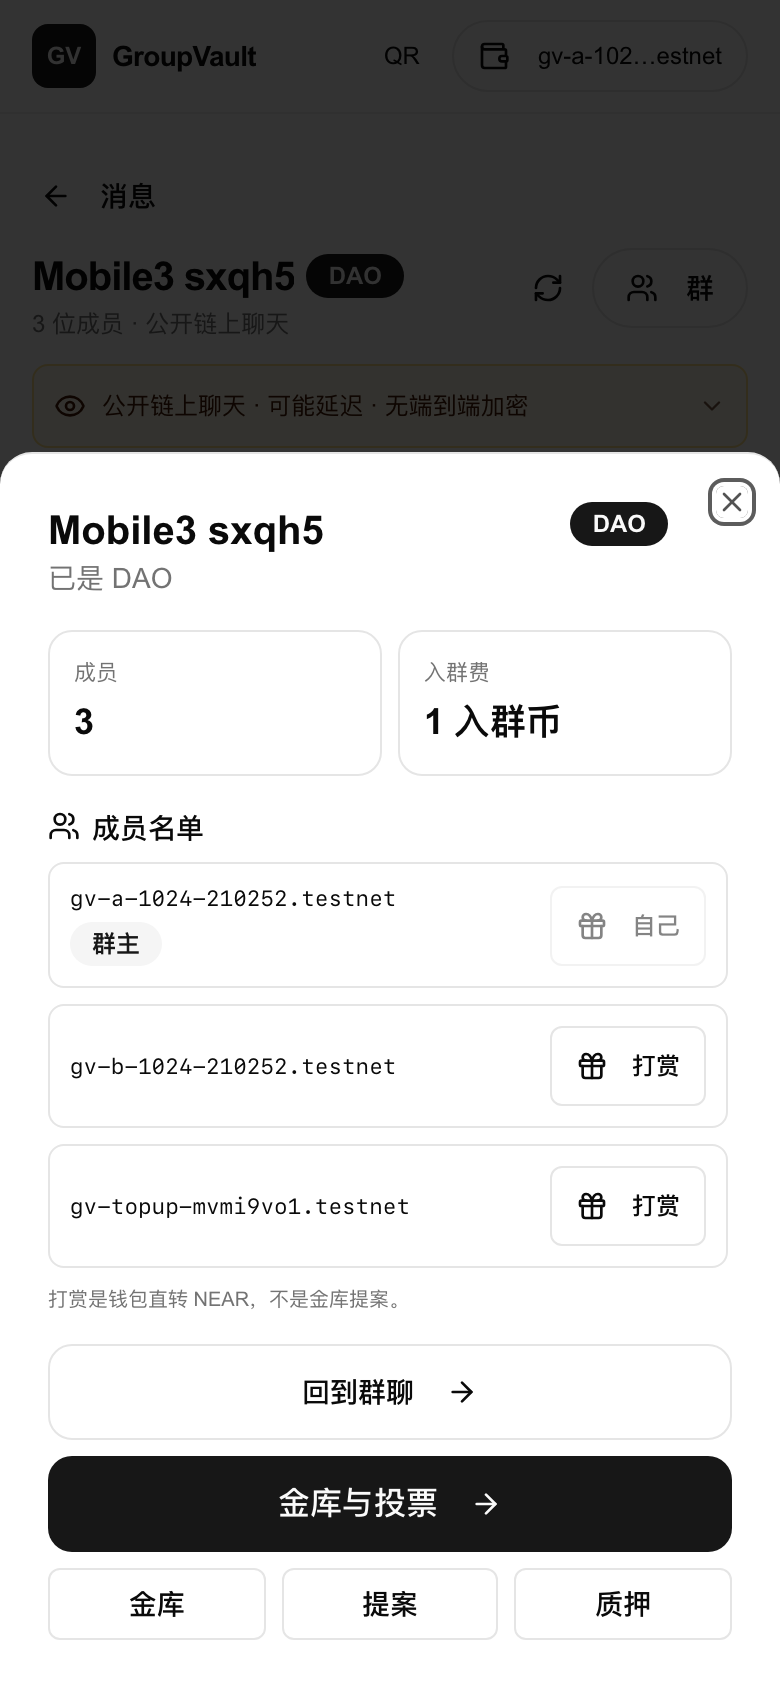 GV GroupVault QR gv-a-102...estnet
消息
Mobile3 sxqh5 DAO 群
3 位成员 · 公开链上聊天
公开链上聊天 · 可能延迟 · 无端到端加密
Mobile3 sxqh5 DAO
已是 DAO
成员 入群费
3 1 入群币
成员名单
gv-a-1024-210252.testnet
群主
自己
gv-b-1024-210252.testnet 打赏
gv-topup-mvmi9vo1.testnet 打赏
打赏是钱包直转 NEAR，不是金库提案。
回到群聊 →
金库与投票 →
金库 提案 质押